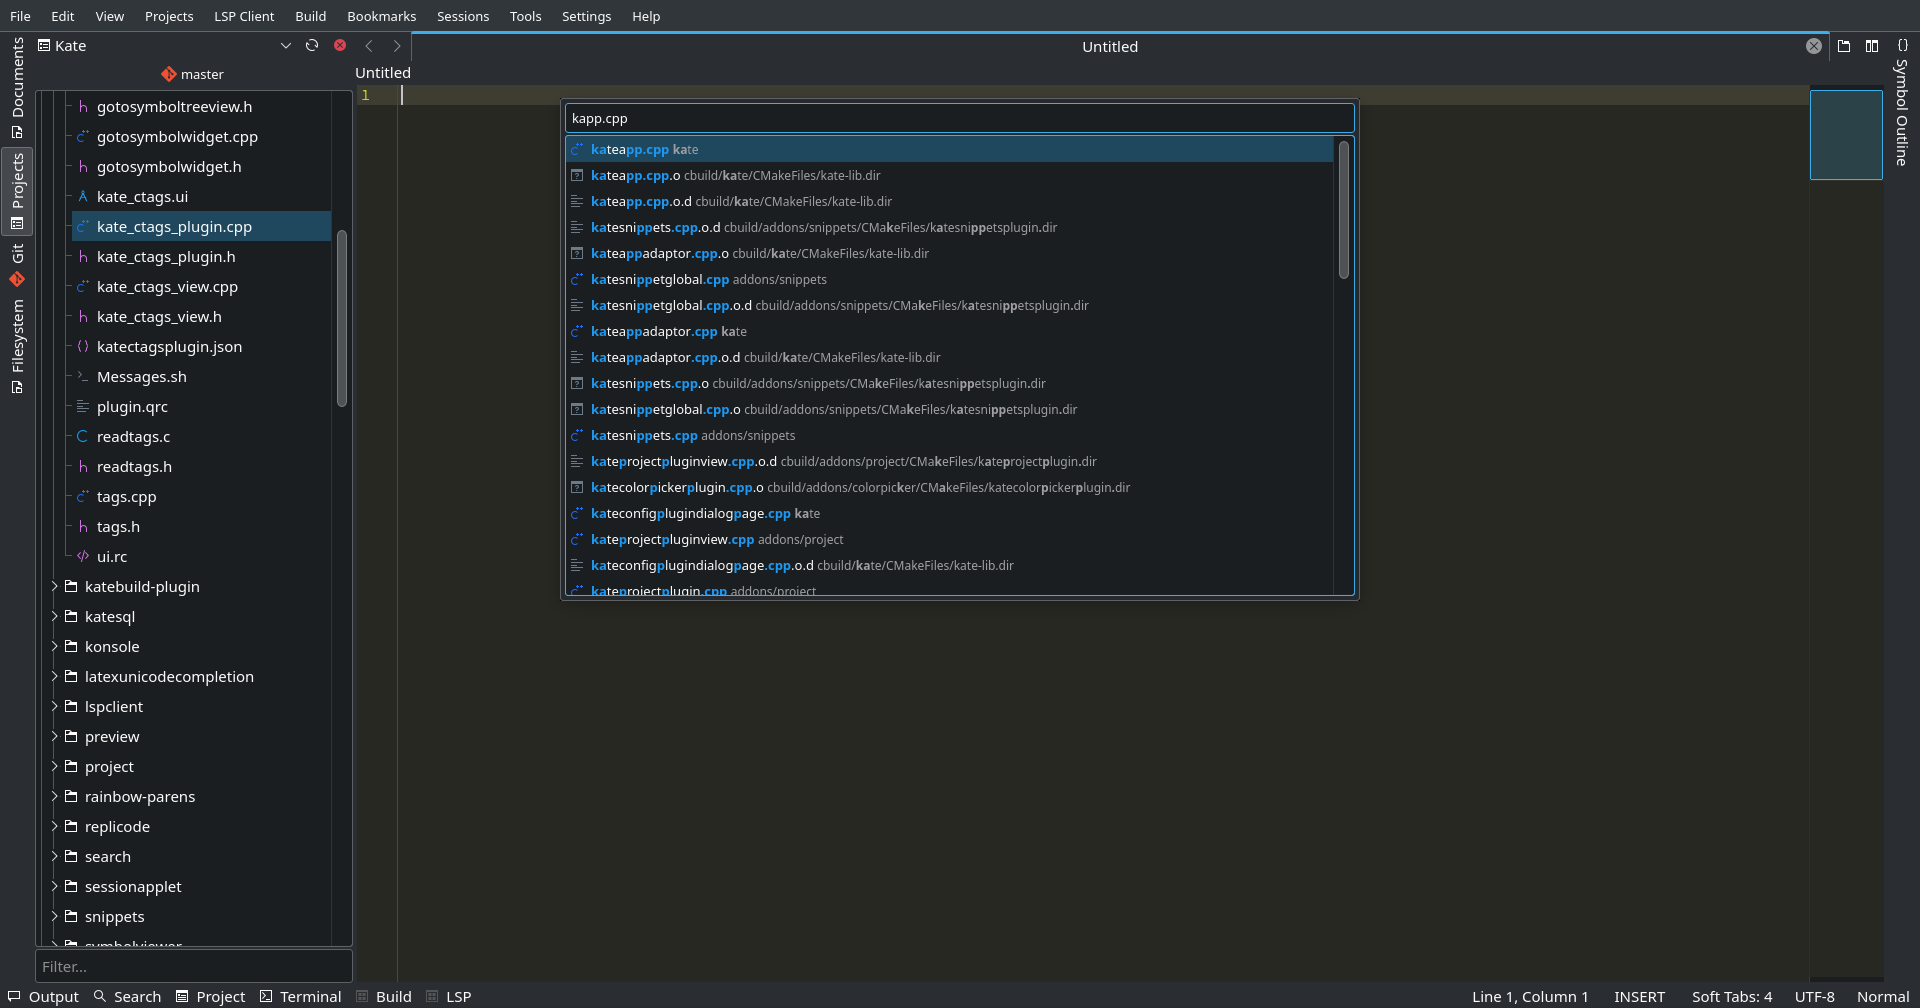 File Edit View Projects LSP Client Build Bookmarks Sessions Tools Settings Help
Documents
Projects
Git
Filesystem
Kate
master
gotosymboltreeview.h
gotosymbolwidget.cpp
gotosymbolwidget.h
kate_ctags.ui
kate_ctags_plugin.cpp
kate_ctags_plugin.h
kate_ctags_view.cpp
kate_ctags_view.h
katectagsplugin.json
Messages.sh
plugin.qrc
readtags.c
readtags.h
tags.cpp
tags.h
ui.rc
katebuild-plugin
katesql
konsole
latexunicodecompletion
lspclient
preview
project
rainbow-parens
replicode
search
sessionapplet
snippets
symbolviewer
Filter...
Untitled
Untitled
1
kapp.cpp
kateapp.cpp kate
kateapp.cpp.o cbuild/kate/CMakeFiles/kate-lib.dir
kateapp.cpp.o.d cbuild/kate/CMakeFiles/kate-lib.dir
katesnippets.cpp.o.d cbuild/addons/snippets/CMakeFiles/katesnippetsplugin.dir
kateappadaptor.cpp.o cbuild/kate/CMakeFiles/kate-lib.dir
katesnippetglobal.cpp addons/snippets
katesnippetglobal.cpp.o.d cbuild/addons/snippets/CMakeFiles/katesnippetsplugin.dir
kateappadaptor.cpp kate
kateappadaptor.cpp.o.d cbuild/kate/CMakeFiles/kate-lib.dir
katesnippets.cpp.o cbuild/addons/snippets/CMakeFiles/katesnippetsplugin.dir
katesnippetglobal.cpp.o cbuild/addons/snippets/CMakeFiles/katesnippetsplugin.dir
katesnippets.cpp addons/snippets
kateprojectpluginview.cpp.o.d cbuild/addons/project/CMakeFiles/kateprojectplugin.dir
katecolorpickerplugin.cpp.o cbuild/addons/colorpicker/CMakeFiles/katecolorpickerplugin.dir
kateconfigplugindialogpage.cpp kate
kateprojectpluginview.cpp addons/project
kateconfigplugindialogpage.cpp.o.d cbuild/kate/CMakeFiles/kate-lib.dir
kateprojectplugin.cpp addons/project
Symbol Outline
Output Search Project Terminal Build LSP Line 1, Column 1 INSERT Soft Tabs: 4 UTF-8 Normal